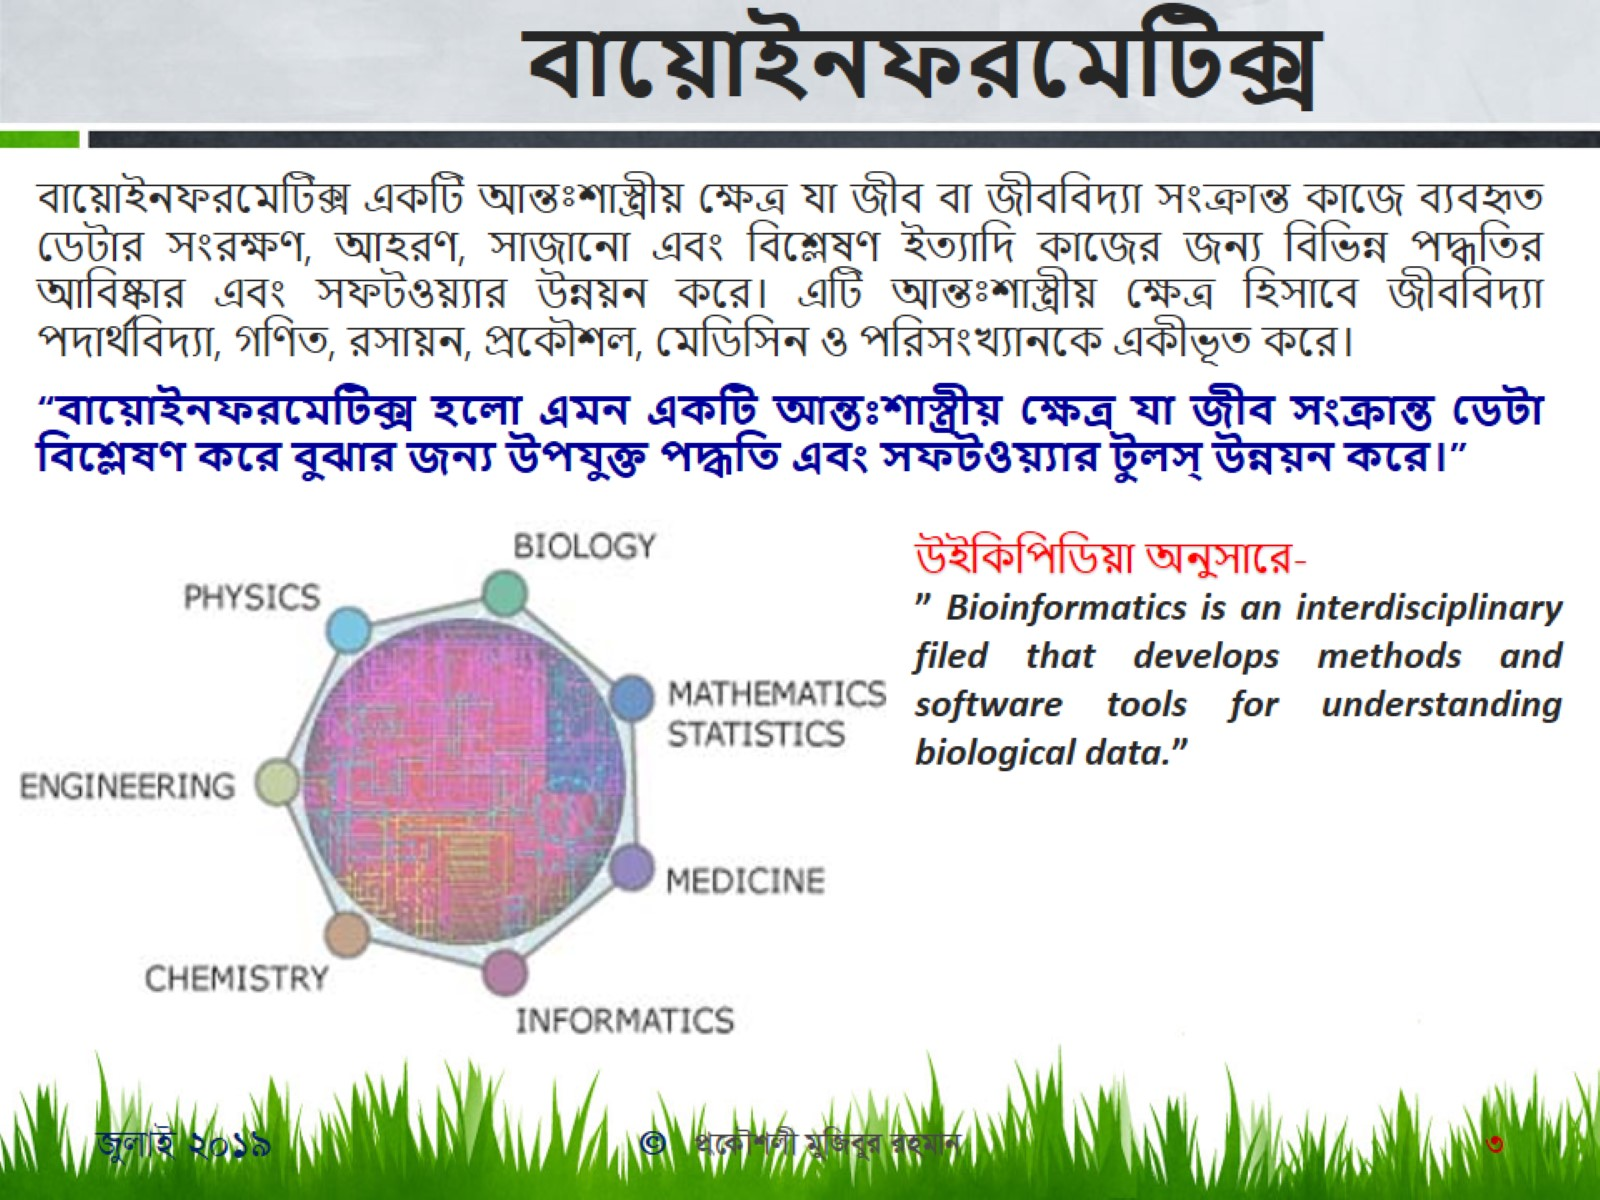 বায়োইনফরমেটিক্স
বায়োইনফরমেটিক্স একটি আন্তঃশাস্ত্রীয় ক্ষেত্র যা জীব বা জীববিদ্যা সংক্রান্ত কাজে ব্যবহৃত
ডেটার সংরক্ষণ, আহরণ, সাজানো এবং বিশ্লেষণ ইত্যাদি কাজের জন্য বিভিন্ন পদ্ধতির
আবিষ্কার এবং সফটওয়্যার উন্নয়ন করে। এটি আন্তঃশাস্ত্রীয় ক্ষেত্র হিসাবে জীববিদ্যা
পদার্থবিদ্যা, গণিত, রসায়ন, প্রকৌশল, মেডিসিন ও পরিসংখ্যানকে একীভূত করে।
“বায়োইনফরমেটিক্স হলো এমন একটি আন্তঃশাস্ত্রীয় ক্ষেত্র যা জীব সংক্রান্ত ডেটা
বিশ্লেষণ করে বুঝার জন্য উপযুক্ত পদ্ধতি এবং সফটওয়্যার টুলস্ উন্নয়ন করে।”
BIOLOGY
PHYSICS
MATHEMATICS
STATISTICS
ENGINEERING
MEDICINE
CHEMISTRY
INFORMATICS
উইকিপিডিয়া অনুসারে-
” Bioinformatics is an interdisciplinary
filed that develops methods and
software tools for understanding
biological data.”
জুলাই ২০১৯
© প্রকৌশলী মুজিবুর রহমান
৩